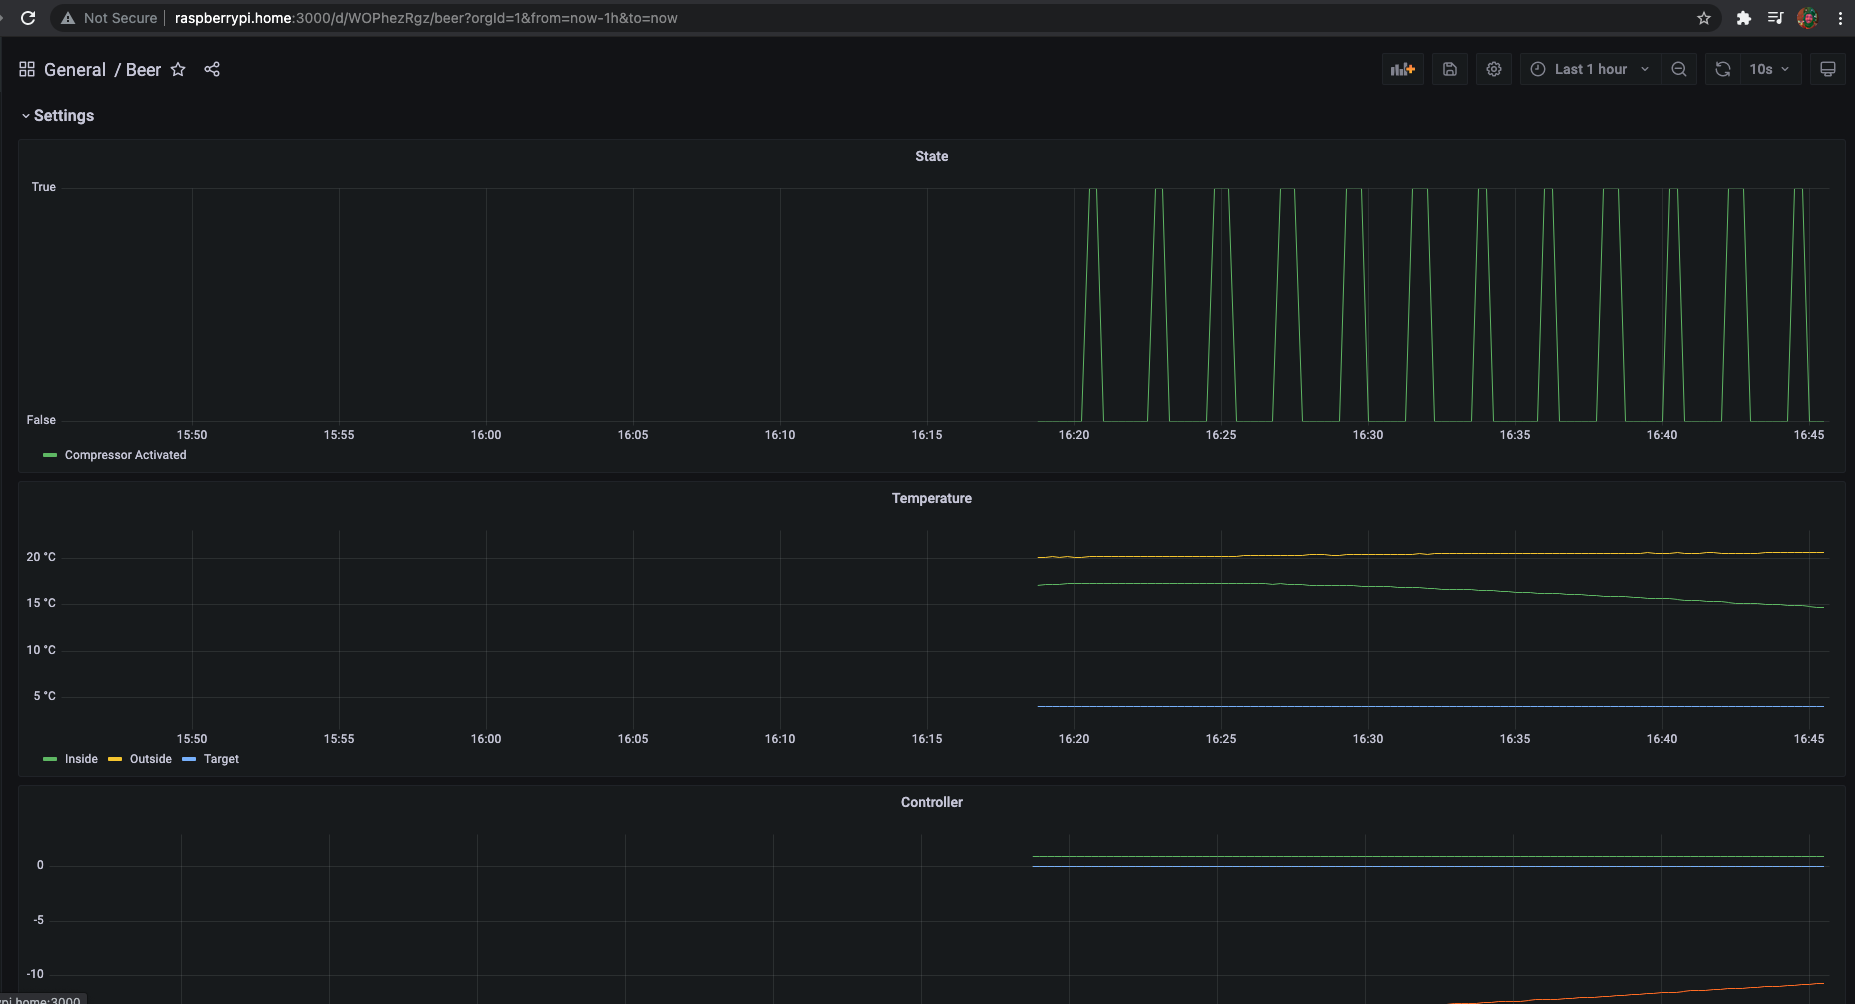 Not Secure raspberrypi.home:3000/d/WOPhezRgz/beer?orgId=1&from=now-1h&to=now
General / Beer
Last 1 hour 10s
Settings
State
True
False
15:50 15:55 16:00 16:05 16:10 16:15 16:20 16:25 16:30 16:35 16:40 16:45
Compressor Activated
Temperature
20 °C
15 °C
10 °C
5 °C
15:50 15:55 16:00 16:05 16:10 16:15 16:20 16:25 16:30 16:35 16:40 16:45
Inside Outside Target
Controller
0
-5
-10
pi.home:3000